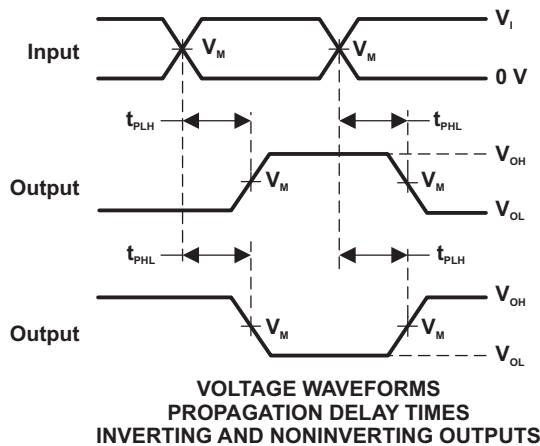 Input
V_M
V_M
V_I
0 V
t_PLH
t_PHL
Output
V_M
V_M
V_OH
V_OL
t_PHL
t_PLH
Output
V_M
V_M
V_OH
V_OL
VOLTAGE WAVEFORMS
PROPAGATION DELAY TIMES
INVERTING AND NONINVERTING OUTPUTS